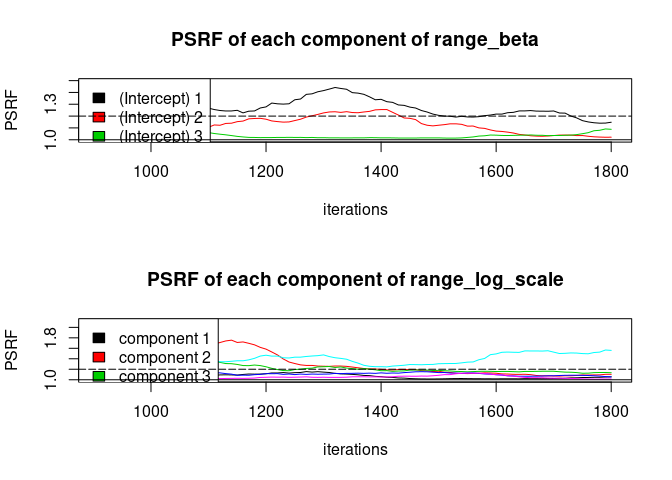 PSRF of each component of range_beta
PSRF
1.0 1.3
(Intercept) 1
(Intercept) 2
(Intercept) 3
1000 1200 1400 1600 1800
iterations
PSRF of each component of range_log_scale
PSRF
1.0 1.8
component 1
component 2
component 3
1000 1200 1400 1600 1800
iterations